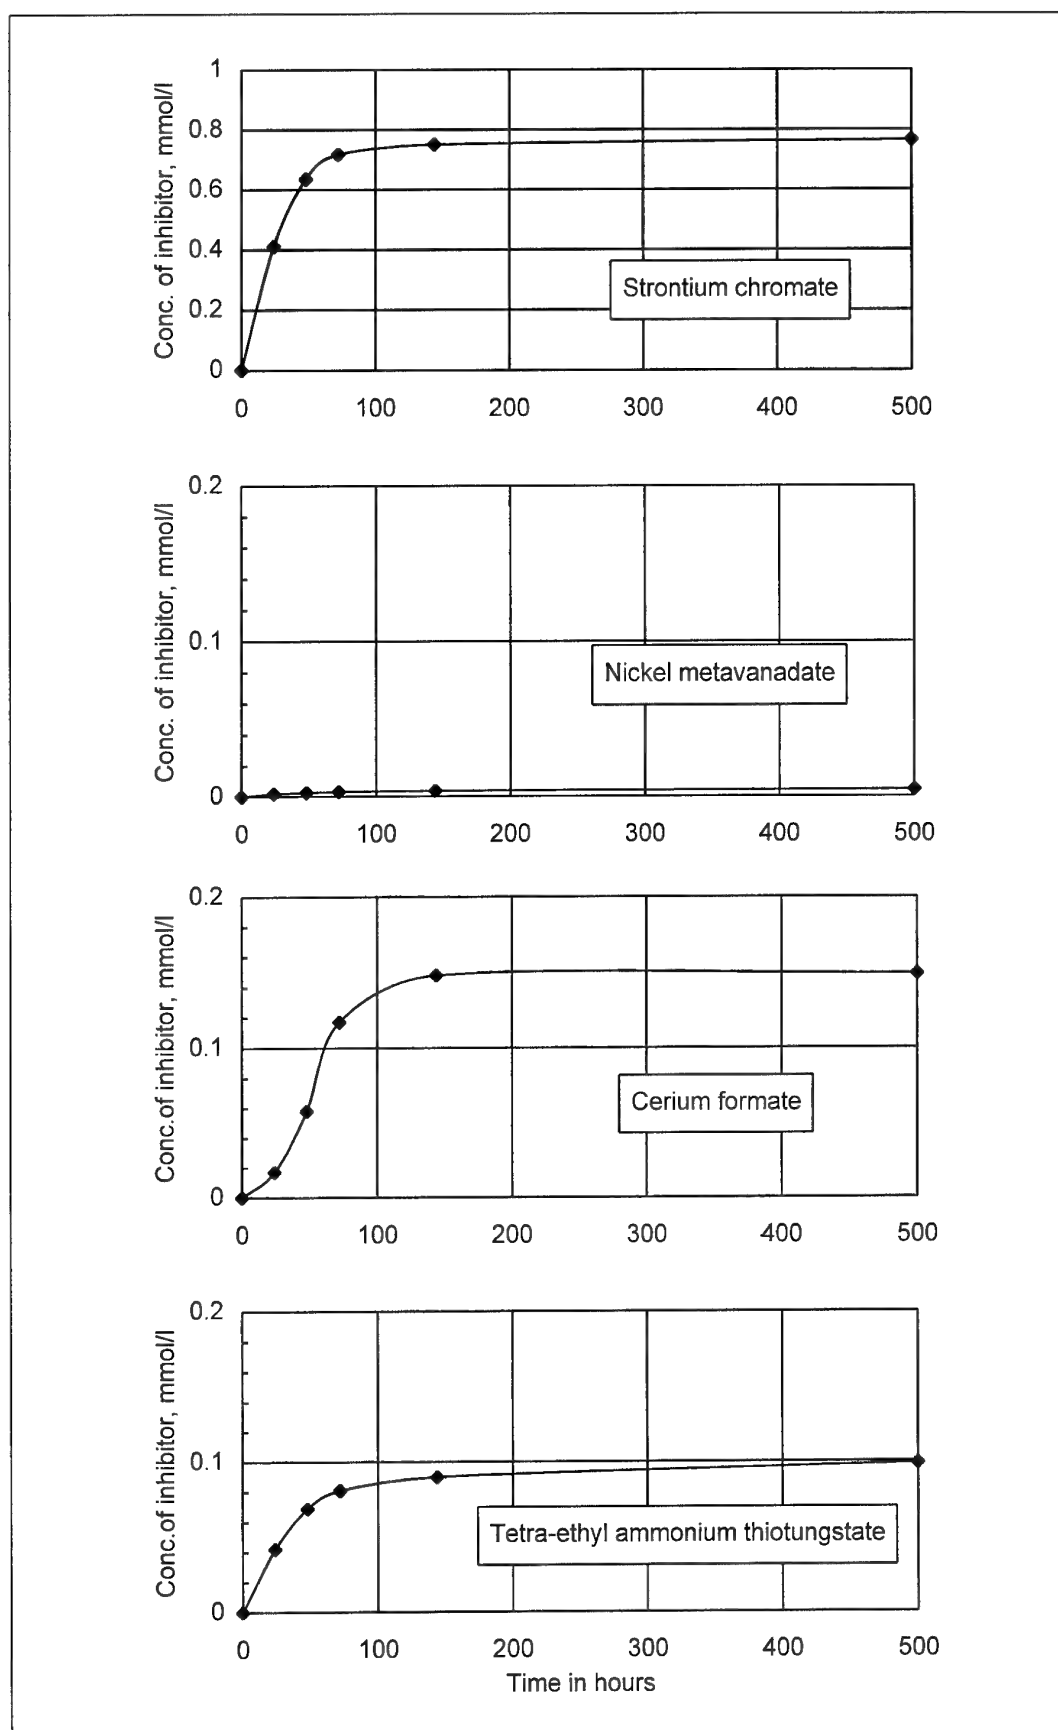 Conc. of inhibitor, mmol/l
1
0.8
0.6
0.4
0.2
0
Strontium chromate
0 100 200 300 400 500
Conc. of inhibitor, mmol/l
0.2
0.1
0
Nickel metavanadate
0 100 200 300 400 500
Conc.of inhibitor, mmol/l
0.2
0.1
0
Cerium formate
0 100 200 300 400 500
Conc.of inhibitor, mmol/l
0.2
0.1
0
Tetra-ethyl ammonium thiotungstate
0 100 200 300 400 500
Time in hours